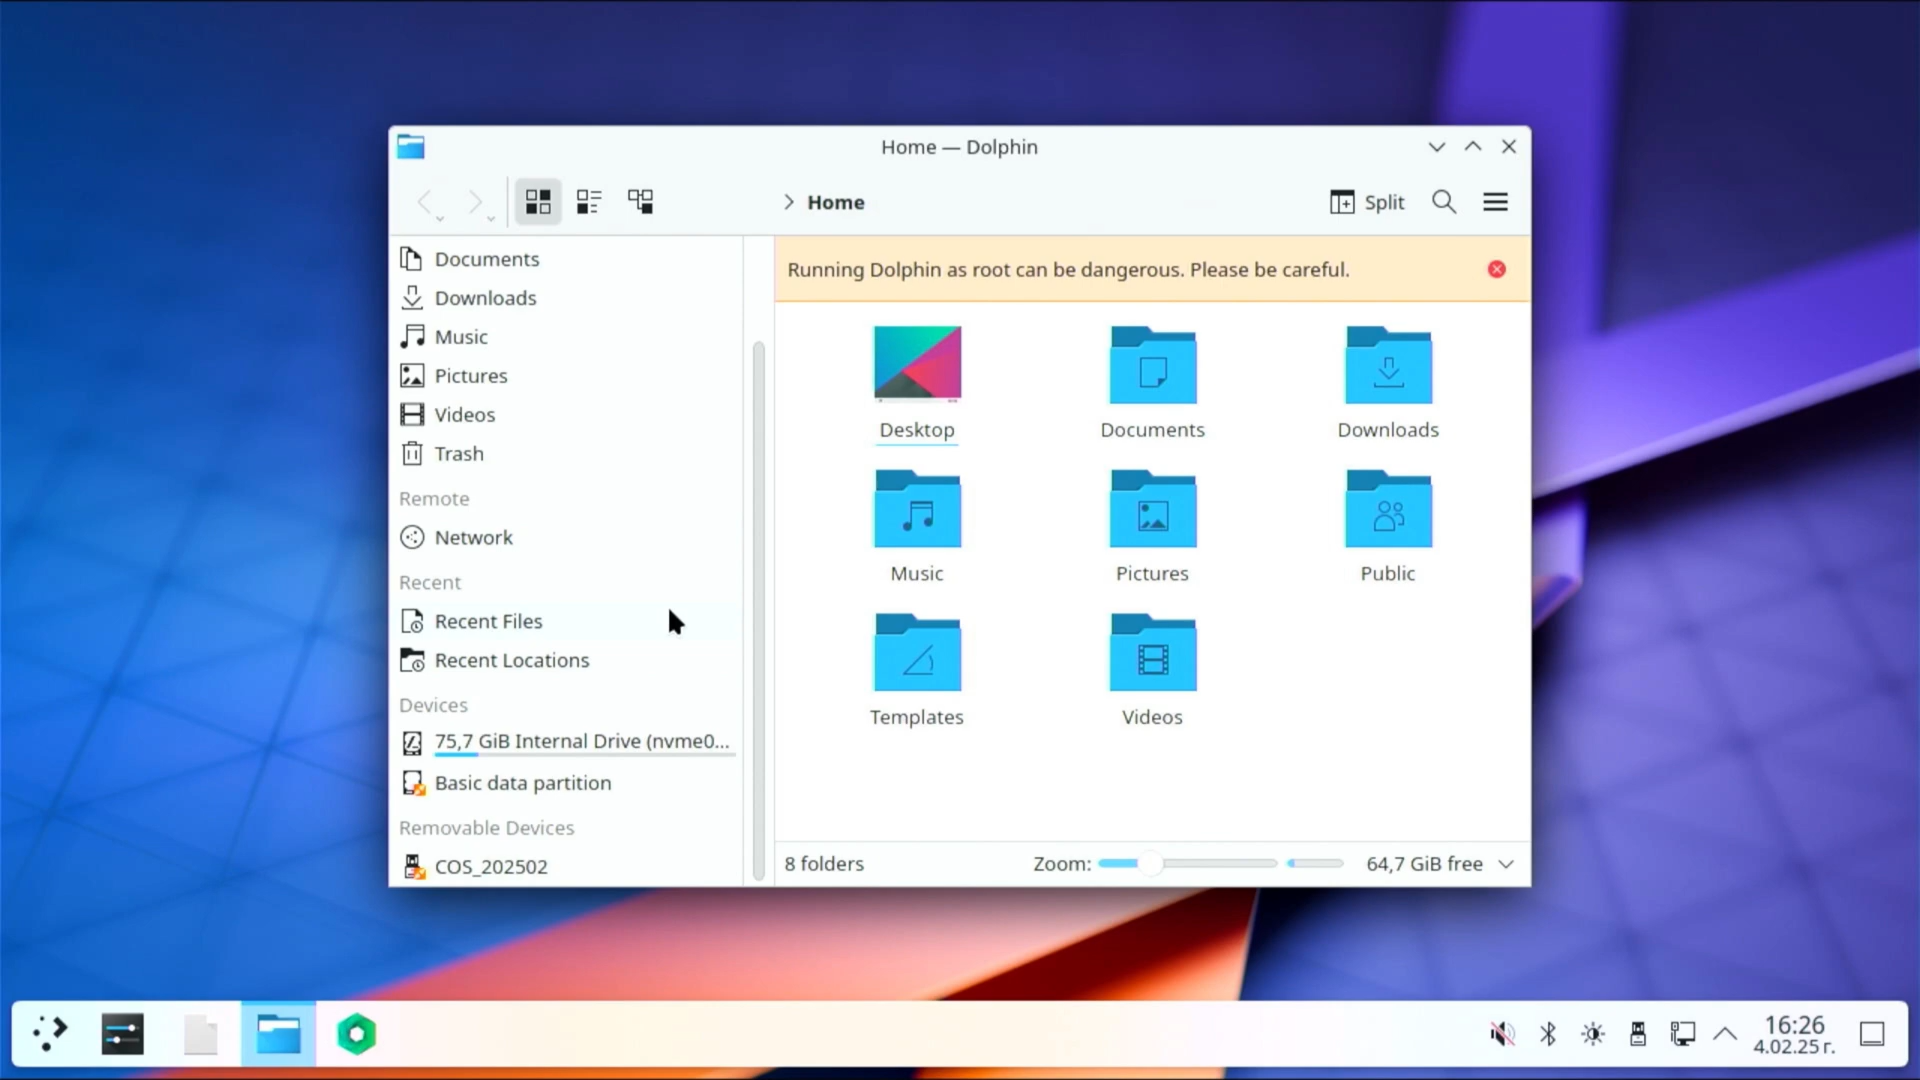 Home — Dolphin
Home
Split
Documents
Downloads
Music
Pictures
Videos
Trash
Remote
Network
Recent
Recent Files
Recent Locations
Devices
75,7 GiB Internal Drive (nvme0...
Basic data partition
Removable Devices
COS_202502
Running Dolphin as root can be dangerous. Please be careful.
Desktop
Documents
Downloads
Music
Pictures
Public
Templates
Videos
8 folders
Zoom:
64,7 GiB free
16:26
4.02.25 г.